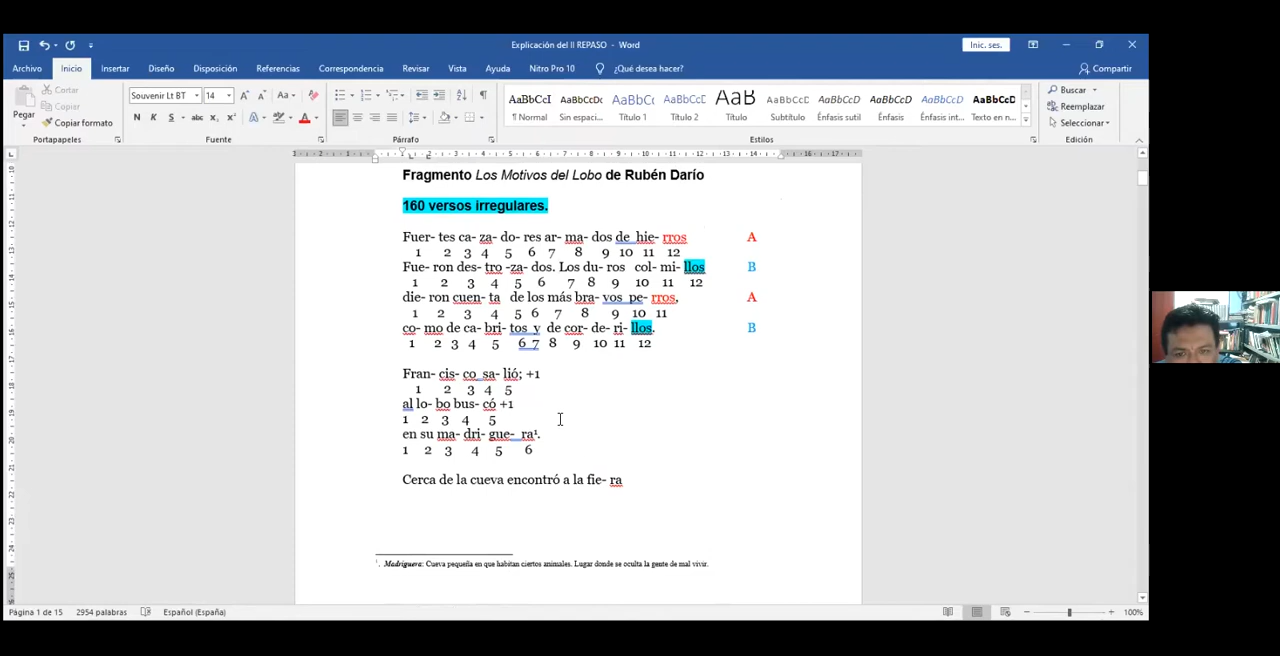 Explicación del II REPASO - Word
Inic. ses.
Archivo Inicio Insertar Diseño Disposición Referencias Correspondencia Revisar Vista Ayuda Nitro Pro 10 ¿Qué desea hacer? Compartir
Pegar
Cortar
Copiar
Copiar formato
Souvenir Lt BT 14
N K S abc x₂ x²
AaBbCcI AaBbCcDc AaBbC( AaBbCcL AaB AaBbCcD AaBbCcD AaBbCcD AaBbCcD AaBbCcD
¶ Normal Sin espaci... Título 1 Título 2 Título Subtítulo Énfasis sutil Énfasis Énfasis int... Texto en n...
Buscar
Reemplazar
Seleccionar
Portapapeles Fuente Párrafo Estilos Edición
Fragmento Los Motivos del Lobo de Rubén Darío
160 versos irregulares.
Fuer- tes ca- za- do- res ar- ma- dos de hie- rros A
1 2 3 4 5 6 7 8 9 10 11 12
Fue- ron des- tro -za- dos. Los du- ros col- mi- llos B
1 2 3 4 5 6 7 8 9 10 11 12
die- ron cuen- ta de los más bra- vos pe- rros, A
1 2 3 4 5 6 7 8 9 10 11
co- mo de ca- bri- tos y de cor- de- ri- llos. B
1 2 3 4 5 6 7 8 9 10 11 12
Fran- cis- co sa- lió; +1
1 2 3 4 5
al lo- bo bus- có +1
1 2 3 4 5
en su ma- dri- gue- ra¹.
1 2 3 4 5 6
Cerca de la cueva encontró a la fie- ra
¹. Madriguera: Cueva pequeña en que habitan ciertos animales. Lugar donde se oculta la gente de mal vivir.
Página 1 de 15 2954 palabras Español (España) 100%